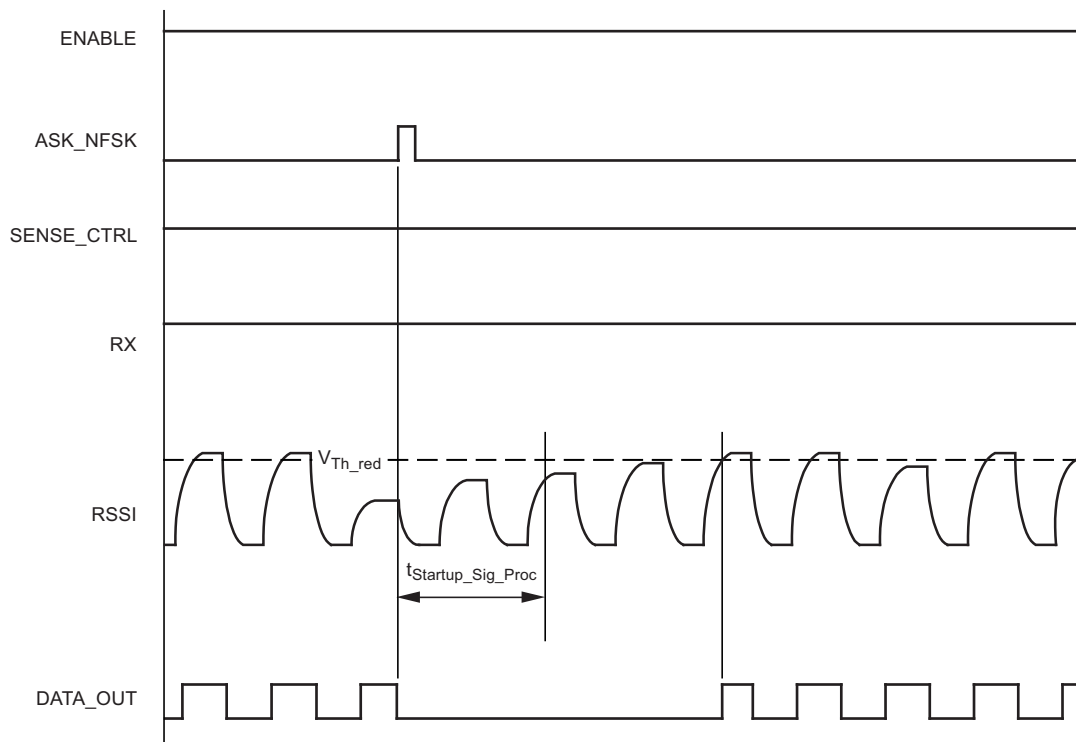 ENABLE
ASK_NFSK
SENSE_CTRL
RX
VTh_red
RSSI
tStartup_Sig_Proc
DATA_OUT